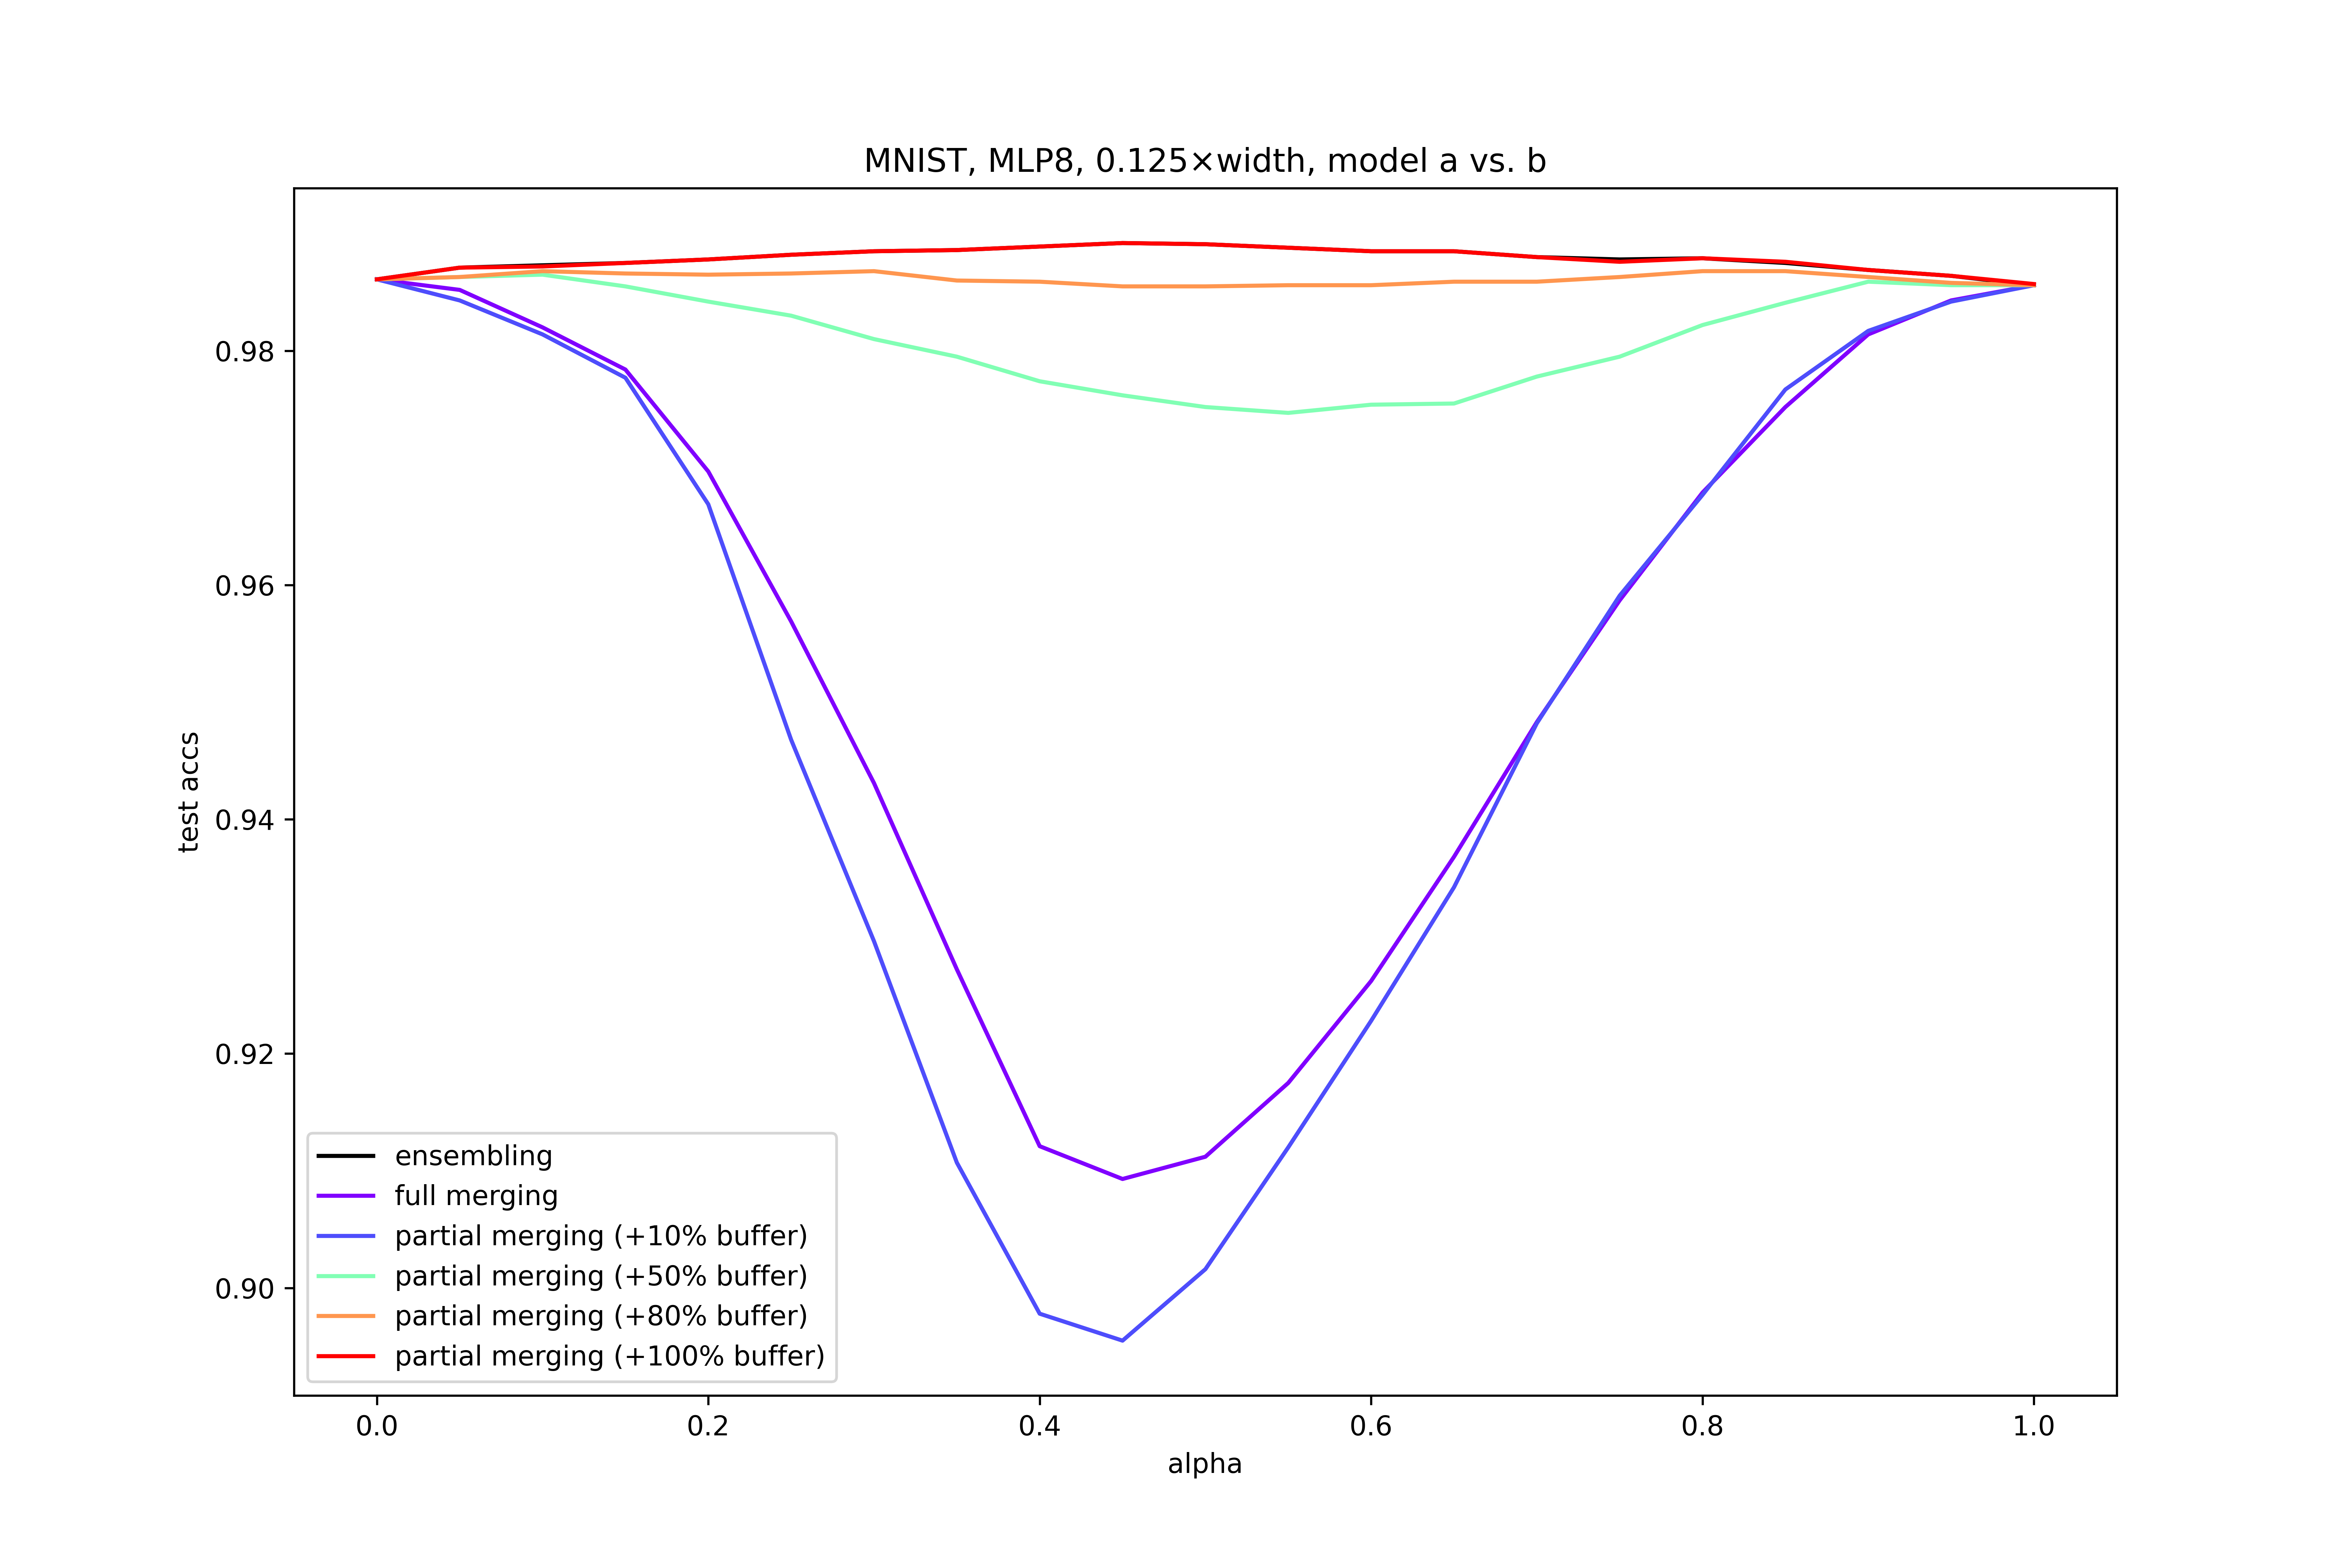 MNIST, MLP8, 0.125×width, model a vs. b
test accs
0.98
0.96
0.94
0.92
0.90
ensembling
full merging
partial merging (+10% buffer)
partial merging (+50% buffer)
partial merging (+80% buffer)
partial merging (+100% buffer)
0.0 0.2 0.4 0.6 0.8 1.0
alpha